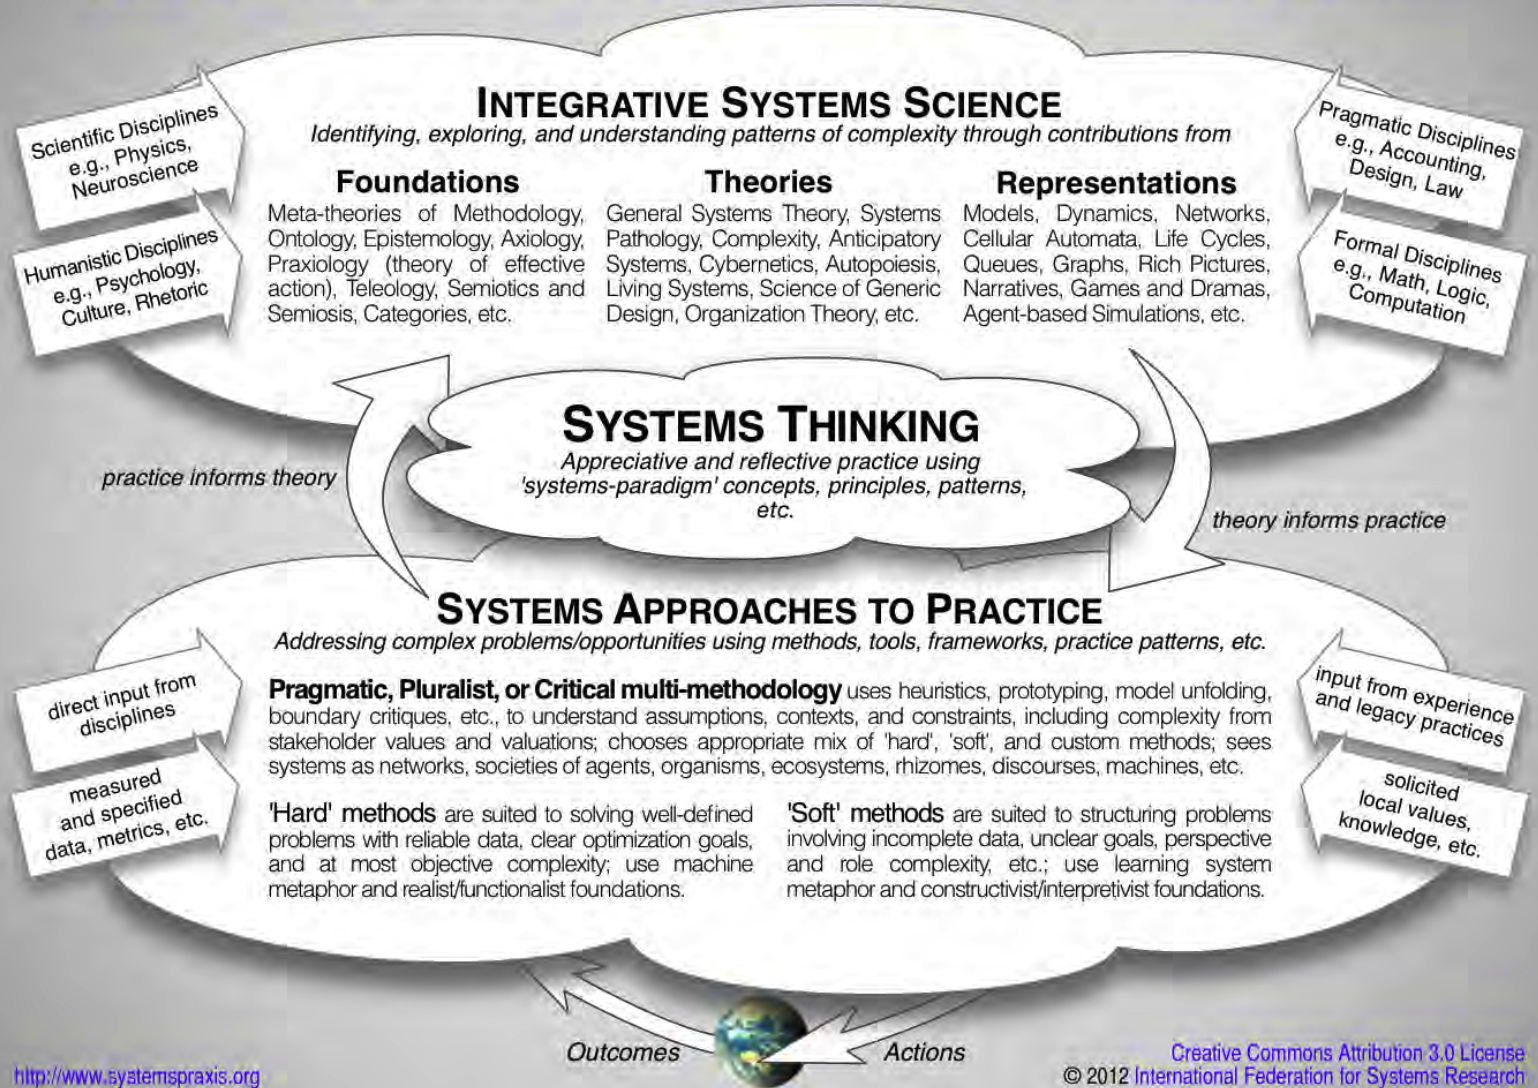 INTEGRATIVE SYSTEMS SCIENCE
Identifying, exploring, and understanding patterns of complexity through contributions from
Scientific Disciplines
e.g., Physics,
Neuroscience
Humanistic Disciplines
e.g., Psychology,
Culture, Rhetoric
Foundations
Meta-theories of Methodology,
Ontology, Epistemology, Axiology,
Praxiology (theory of effective
action), Teleology, Semiotics and
Semiosis, Categories, etc.
Theories
General Systems Theory, Systems
Pathology, Complexity, Anticipatory
Systems, Cybernetics, Autopoiesis,
Living Systems, Science of Generic
Design, Organization Theory, etc.
Representations
Models, Dynamics, Networks,
Cellular Automata, Life Cycles,
Queues, Graphs, Rich Pictures,
Narratives, Games and Dramas,
Agent-based Simulations, etc.
Pragmatic Disciplines
e.g., Accounting,
Design, Law
Formal Disciplines
e.g., Math, Logic,
Computation
SYSTEMS THINKING
Appreciative and reflective practice using
'systems-paradigm' concepts, principles, patterns,
etc.
practice informs theory
theory informs practice
SYSTEMS APPROACHES TO PRACTICE
Addressing complex problems/opportunities using methods, tools, frameworks, practice patterns, etc.
direct input from
disciplines
measured
and specified
data, metrics, etc.
Pragmatic, Pluralist, or Critical multi-methodology uses heuristics, prototyping, model unfolding,
boundary critiques, etc., to understand assumptions, contexts, and constraints, including complexity from
stakeholder values and valuations; chooses appropriate mix of 'hard', 'soft', and custom methods; sees
systems as networks, societies of agents, organisms, ecosystems, rhizomes, discourses, machines, etc.
'Hard' methods are suited to solving well-defined
problems with reliable data, clear optimization goals,
and at most objective complexity; use machine
metaphor and realist/functionalist foundations.
'Soft' methods are suited to structuring problems
involving incomplete data, unclear goals, perspective
and role complexity, etc.; use learning system
metaphor and constructivist/interpretivist foundations.
input from experience
and legacy practices
solicited
local values,
knowledge, etc.
Outcomes
Actions
http://www.systemspraxis.org
Creative Commons Attribution 3.0 License
© 2012 International Federation for Systems Research